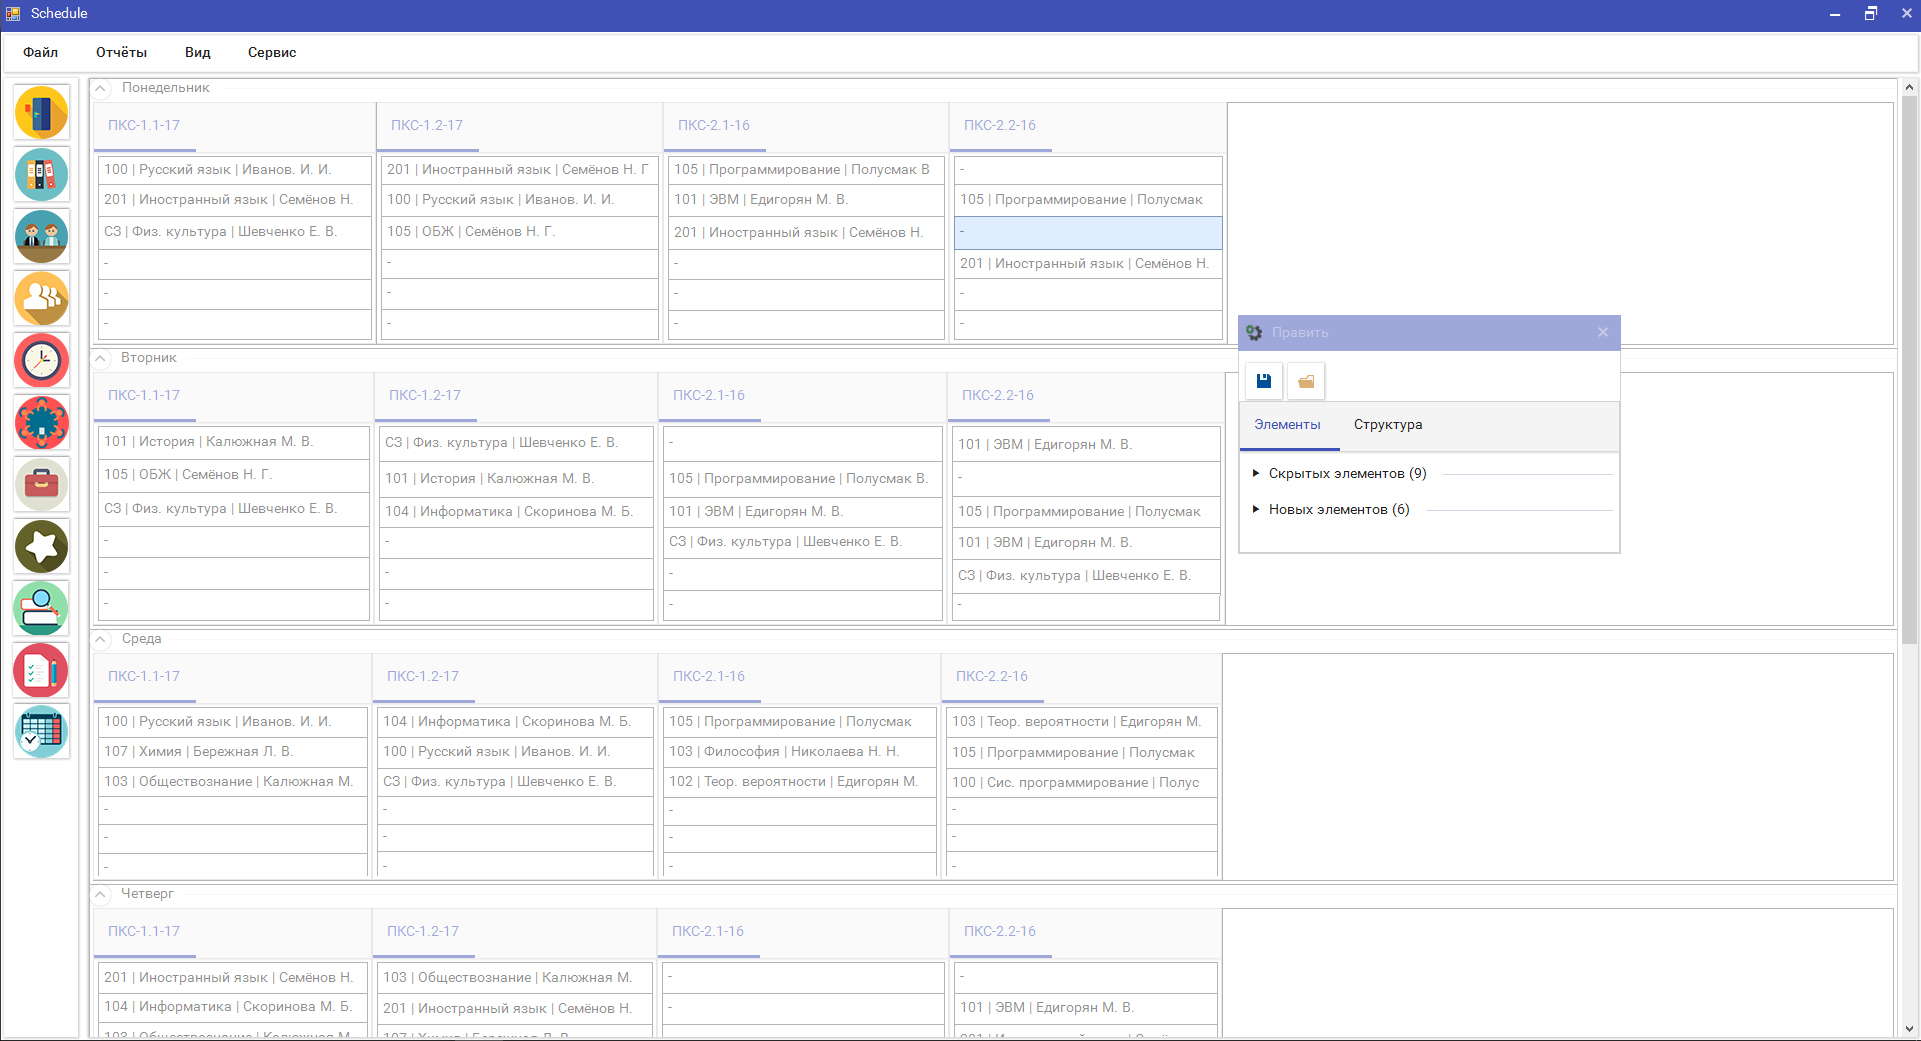 Schedule
Файл Отчёты Вид Сервис
Понедельник
ПКС-1.1-17
100 | Русский язык | Иванов. И. И.
201 | Иностранный язык | Семёнов Н.
СЗ | Физ. культура | Шевченко Е. В.
-
-
-
ПКС-1.2-17
201 | Иностранный язык | Семёнов Н. Г
100 | Русский язык | Иванов. И. И.
105 | ОБЖ | Семёнов Н. Г.
-
-
-
ПКС-2.1-16
105 | Программирование | Полусмак В
101 | ЭВМ | Едигорян М. В.
201 | Иностранный язык | Семёнов Н.
-
-
-
ПКС-2.2-16
-
105 | Программирование | Полусмак
-
201 | Иностранный язык | Семёнов Н.
-
-
Вторник
ПКС-1.1-17
101 | История | Калюжная М. В.
105 | ОБЖ | Семёнов Н. Г.
СЗ | Физ. культура | Шевченко Е. В.
-
-
-
ПКС-1.2-17
СЗ | Физ. культура | Шевченко Е. В.
101 | История | Калюжная М. В.
104 | Информатика | Скоринова М. Б.
-
-
-
ПКС-2.1-16
-
105 | Программирование | Полусмак В.
101 | ЭВМ | Едигорян М. В.
СЗ | Физ. культура | Шевченко Е. В.
-
-
ПКС-2.2-16
101 | ЭВМ | Едигорян М. В.
-
105 | Программирование | Полусмак
101 | ЭВМ | Едигорян М. В.
СЗ | Физ. культура | Шевченко Е. В.
-
Править
Элементы Структура
Скрытых элементов (9)
Новых элементов (6)
Среда
ПКС-1.1-17
100 | Русский язык | Иванов. И. И.
107 | Химия | Бережная Л. В.
103 | Обществознание | Калюжная М.
-
-
-
ПКС-1.2-17
104 | Информатика | Скоринова М. Б.
100 | Русский язык | Иванов. И. И.
СЗ | Физ. культура | Шевченко Е. В.
-
-
-
ПКС-2.1-16
105 | Программирование | Полусмак
103 | Философия | Николаева Н. Н.
102 | Теор. вероятности | Едигорян М.
-
-
-
ПКС-2.2-16
103 | Теор. вероятности | Едигорян М.
105 | Программирование | Полусмак
100 | Сис. программирование | Полус
-
-
-
Четверг
ПКС-1.1-17
201 | Иностранный язык | Семёнов Н.
104 | Информатика | Скоринова М. Б.
103 | Обществознание | Калюжная М.
ПКС-1.2-17
103 | Обществознание | Калюжная М.
201 | Иностранный язык | Семёнов Н.
107 | Химия | Бережная Л. В.
ПКС-2.1-16
-
-
ПКС-2.2-16
-
101 | ЭВМ | Едигорян М. В.